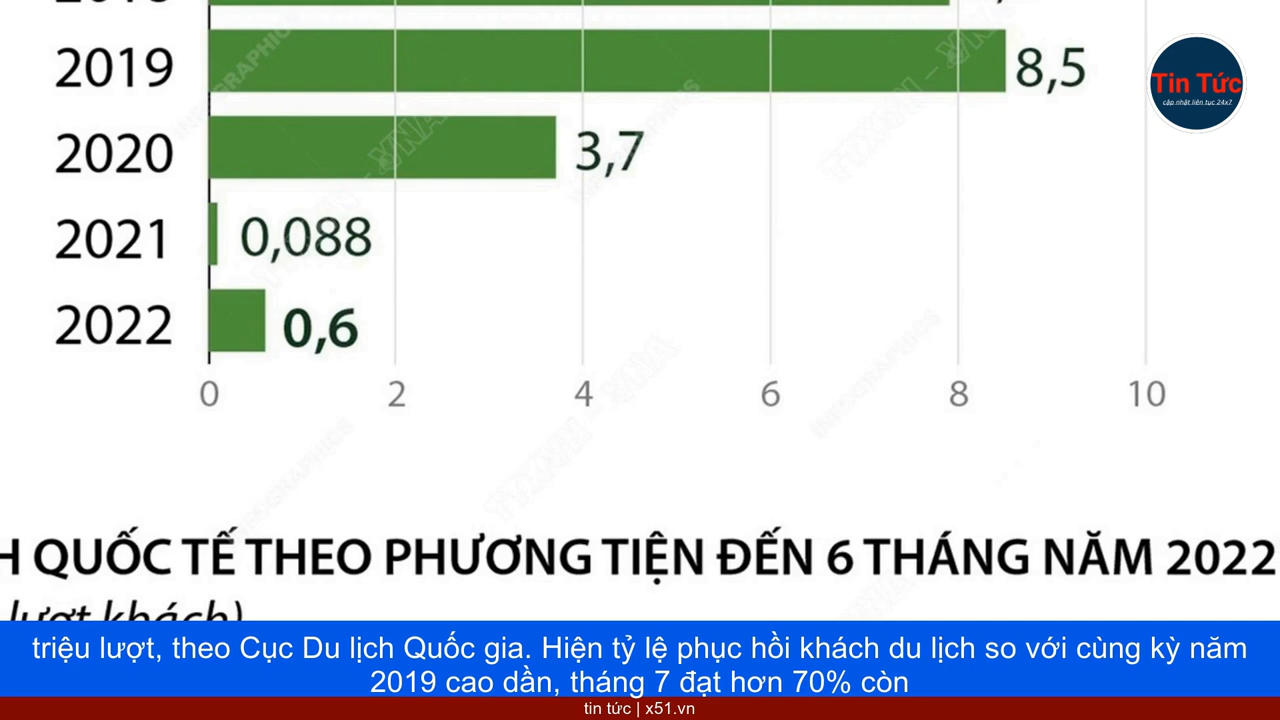 2019
8,5
Tin Tức
cập nhật liên tục 24x7
2020
3,7
2021
0,088
2022
0,6
0 2 4 6 8 10
H QUỐC TẾ THEO PHƯƠNG TIỆN ĐẾN 6 THÁNG NĂM 2022
lượt khách)
triệu lượt, theo Cục Du lịch Quốc gia. Hiện tỷ lệ phục hồi khách du lịch so với cùng kỳ năm
2019 cao dần, tháng 7 đạt hơn 70% còn
tin tức | x51.vn